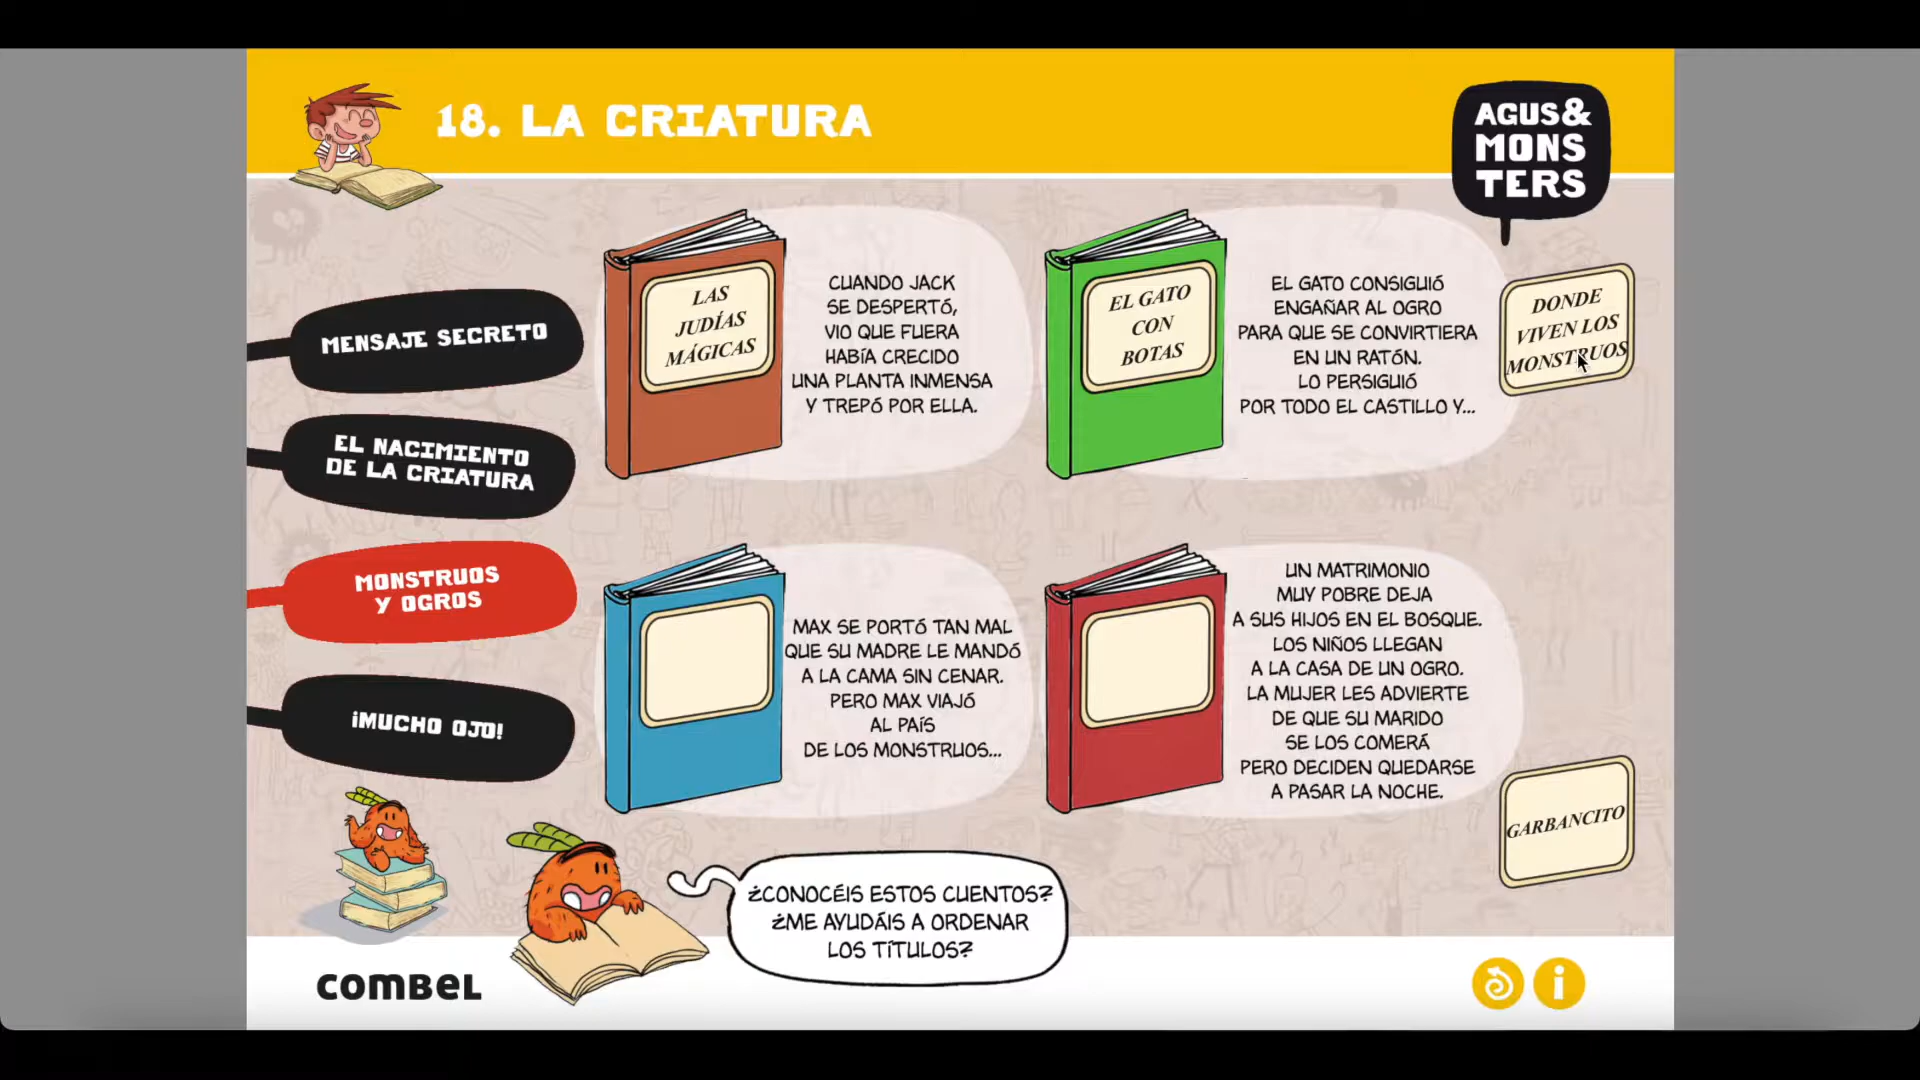 18. LA CRIATURA
AGUS&
MONS
TERS
MENSAJE SECRETO
EL NACIMIENTO
DE LA CRIATURA
MONSTRUOS
Y OGROS
¡MUCHO OJO!
LAS
JUDÍAS
MÁGICAS
CUANDO JACK
SE DESPERTÓ,
VIO QUE FUERA
HABÍA CRECIDO
UNA PLANTA INMENSA
Y TREPÓ POR ELLA.
EL GATO
CON
BOTAS
EL GATO CONSIGUIÓ
ENGAÑAR AL OGRO
PARA QUE SE CONVIRTIERA
EN UN RATÓN.
LO PERSIGUIÓ
POR TODO EL CASTILLO Y...
DONDE
VIVEN LOS
MONSTRUOS
MAX SE PORTÓ TAN MAL
QUE SU MADRE LE MANDÓ
A LA CAMA SIN CENAR.
PERO MAX VIAJÓ
AL PAÍS
DE LOS MONSTRUOS...
UN MATRIMONIO
MUY POBRE DEJA
A SUS HIJOS EN EL BOSQUE.
LOS NIÑOS LLEGAN
A LA CASA DE UN OGRO.
LA MUJER LES ADVIERTE
DE QUE SU MARIDO
SE LOS COMERÁ
PERO DECIDEN QUEDARSE
A PASAR LA NOCHE.
GARBANCITO
¿CONOCÉIS ESTOS CUENTOS?
¿ME AYUDÁIS A ORDENAR
LOS TÍTULOS?
COMBEL
i